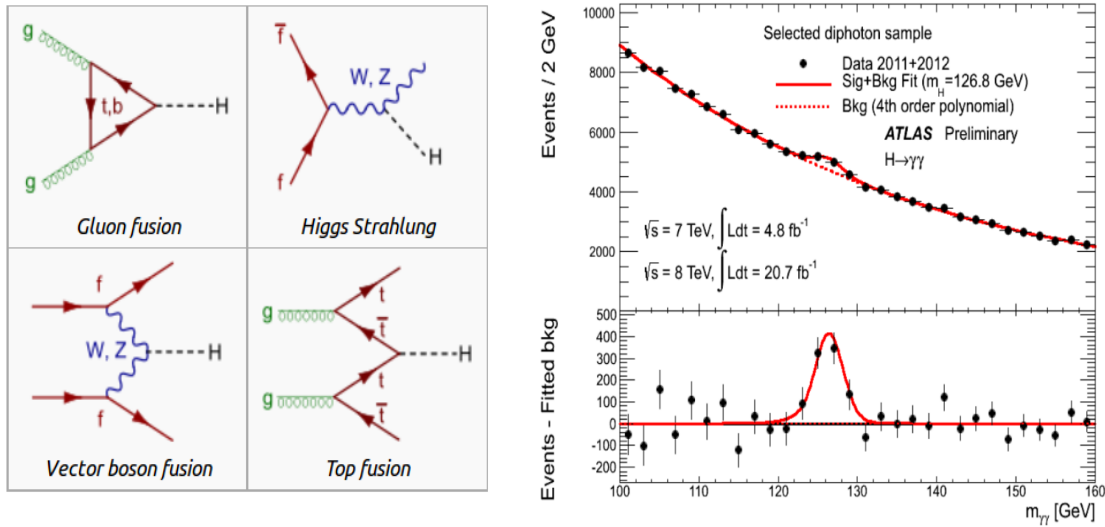 g
t,b
H
g
Gluon fusion
f̅
W, Z
H
f
Higgs Strahlung
f
W, Z
H
f
Vector boson fusion
g
t
t̅
H
g
t
t̅
Top fusion
Events / 2 GeV
10000
8000
6000
4000
2000
Selected diphoton sample
Data 2011+2012
Sig+Bkg Fit (m_H=126.8 GeV)
Bkg (4th order polynomial)
ATLAS Preliminary
H→γγ
√s = 7 TeV, ∫Ldt = 4.8 fb⁻¹
√s = 8 TeV, ∫Ldt = 20.7 fb⁻¹
Events - Fitted bkg
500
400
300
200
100
0
-100
-200
100 110 120 130 140 150 160
m_γγ [GeV]